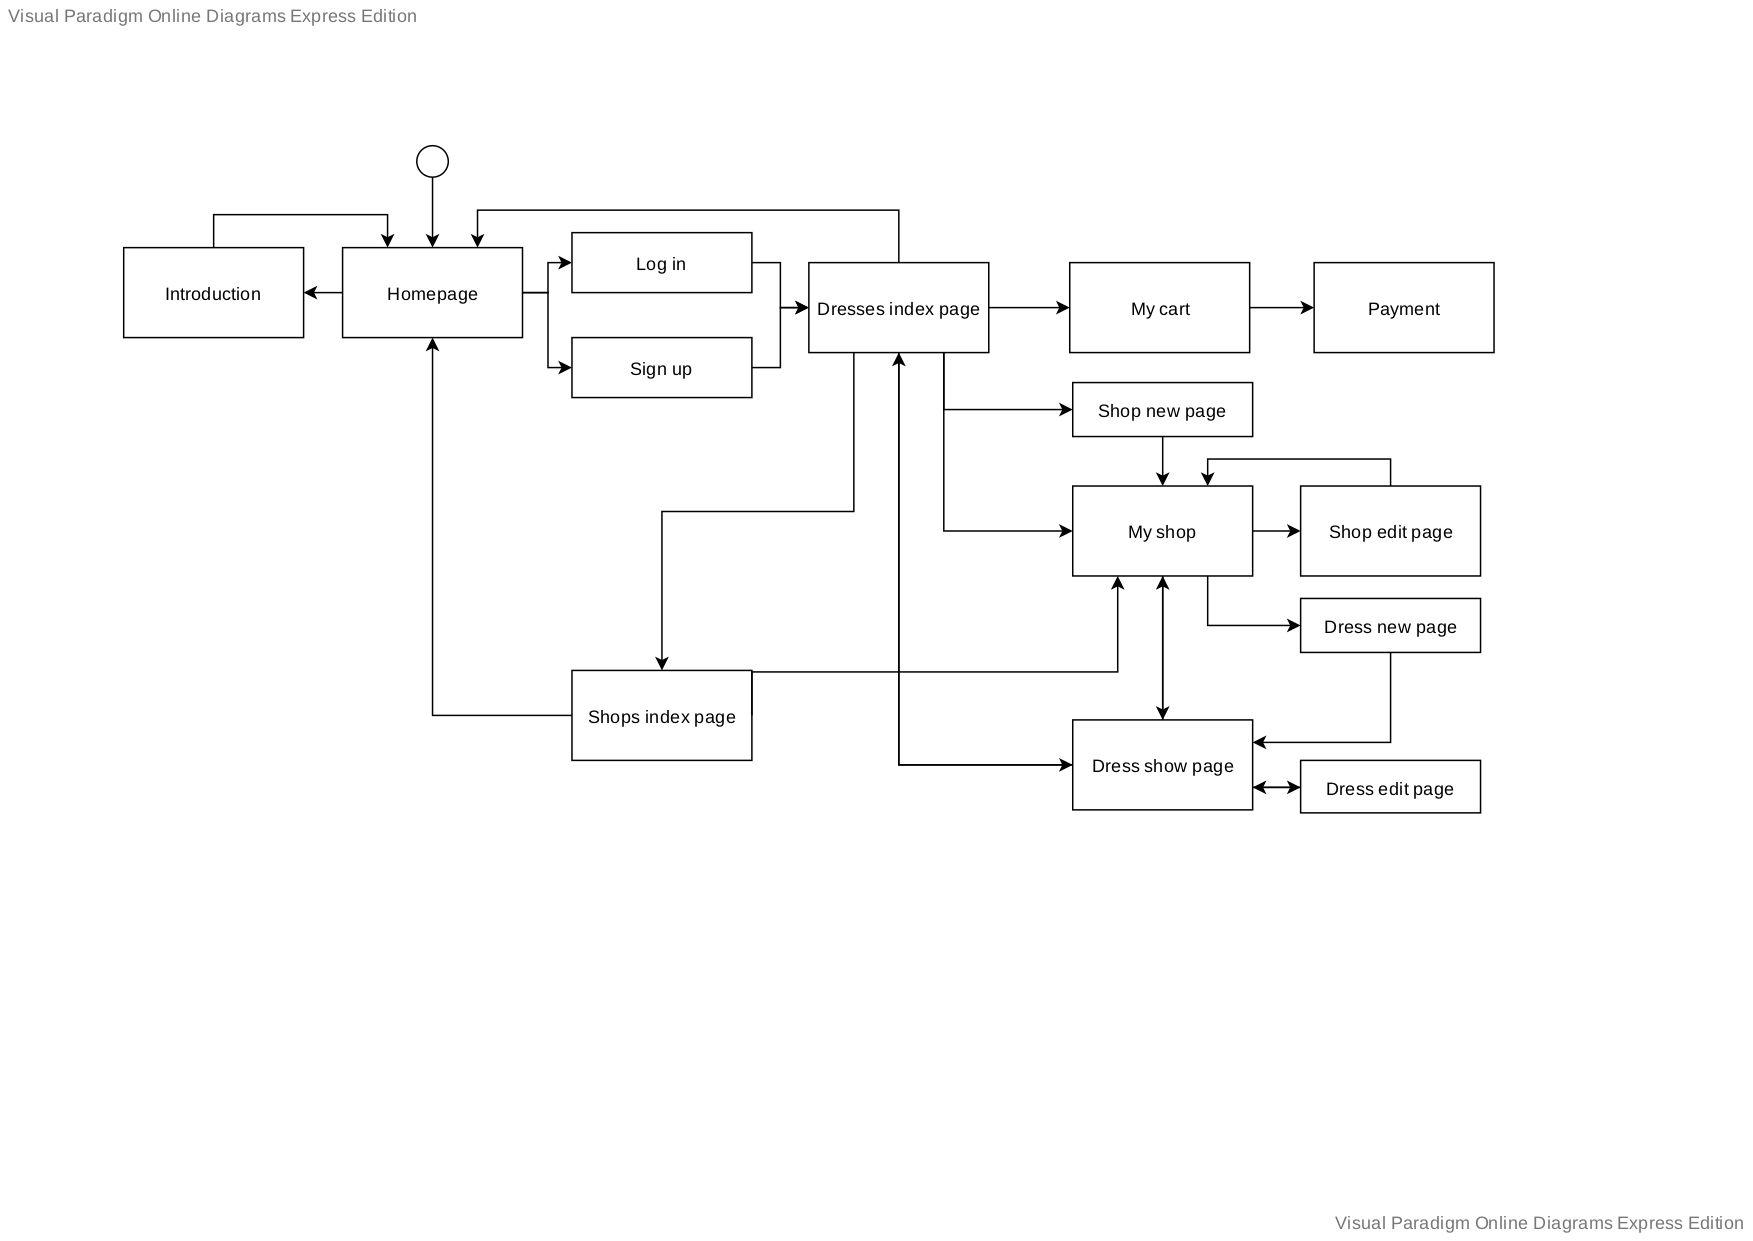 Visual Paradigm Online Diagrams Express Edition
Introduction
Homepage
Log in
Sign up
Dresses index page
My cart
Payment
Shop new page
My shop
Shop edit page
Dress new page
Shops index page
Dress show page
Dress edit page
Visual Paradigm Online Diagrams Express Edition